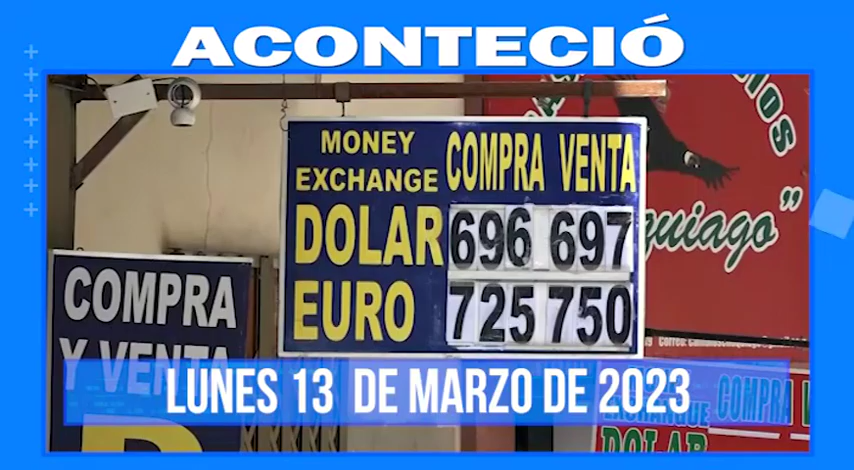 ACONTECIÓ
MONEY EXCHANGE COMPRA VENTA
DOLAR 696 697
EURO 725 750
COMPRA
Y VENTA
LUNES 13 DE MARZO DE 2023
COMPRA
DOLAR